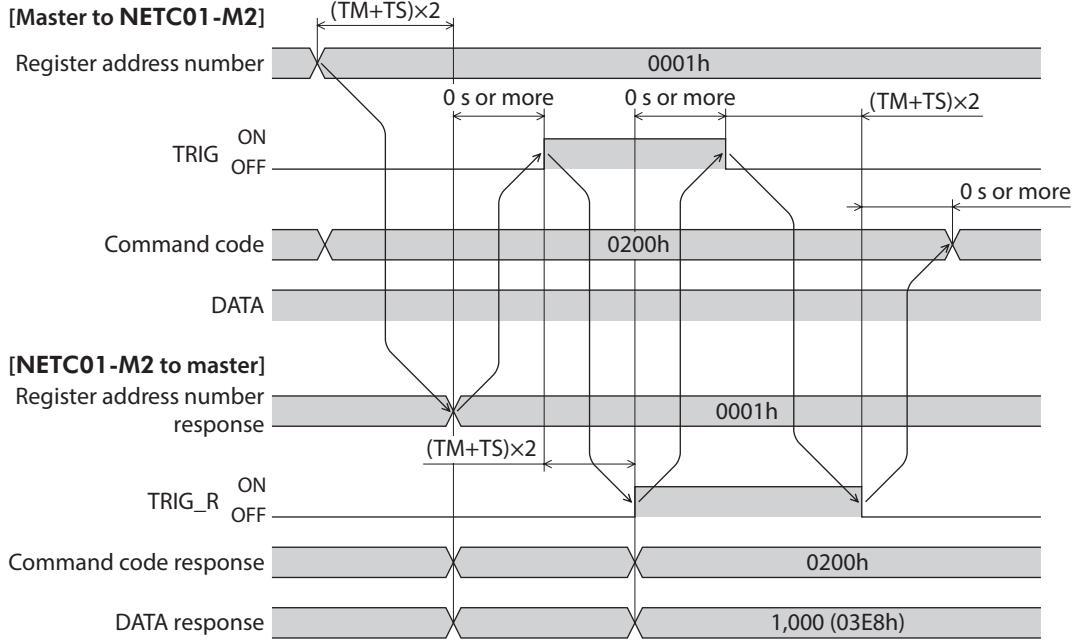 [Master to NETC01-M2]
(TM+TS)×2
Register address number
0001h
0 s or more
0 s or more
(TM+TS)×2
TRIG
ON
OFF
0 s or more
Command code
0200h
DATA
[NETC01-M2 to master]
Register address number
response
0001h
(TM+TS)×2
TRIG_R
ON
OFF
Command code response
0200h
DATA response
1,000 (03E8h)